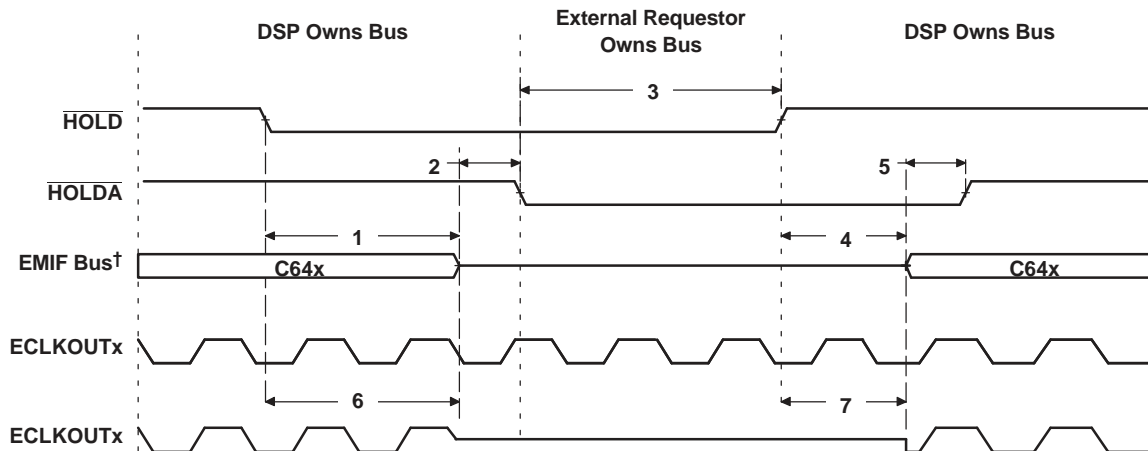 DSP Owns Bus
External Requestor
Owns Bus
DSP Owns Bus
3
HOLD
2
5
HOLDA
1
4
EMIF Bus†
C64x
C64x
ECLKOUTx
6
7
ECLKOUTx